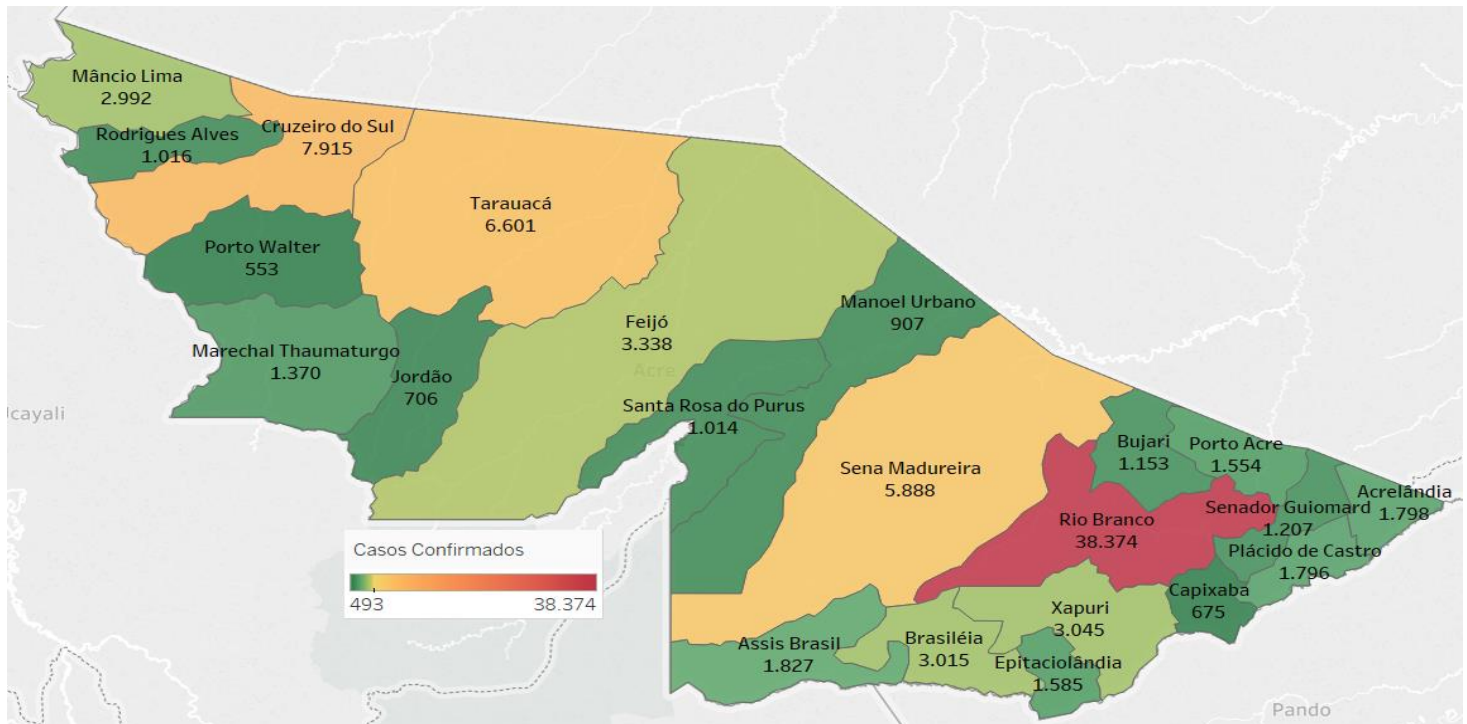 Mâncio Lima
2.992
Rodrigues Alves
1.016
Cruzeiro do Sul
7.915
Tarauacá
6.601
Porto Walter
553
Marechal Thaumaturgo
1.370
Jordão
706
Feijó
3.338
Acre
Manoel Urbano
907
Santa Rosa do Purus
1.014
Sena Madureira
5.888
Bujari
1.153
Porto Acre
1.554
Rio Branco
38.374
Senador Guiomard
1.207
Acrelândia
1.798
Plácido de Castro
1.796
Capixaba
675
Xapuri
3.045
Assis Brasil
1.827
Brasiléia
3.015
Epitaciolândia
1.585
Ucayali
Pando
Casos Confirmados
493
38.374